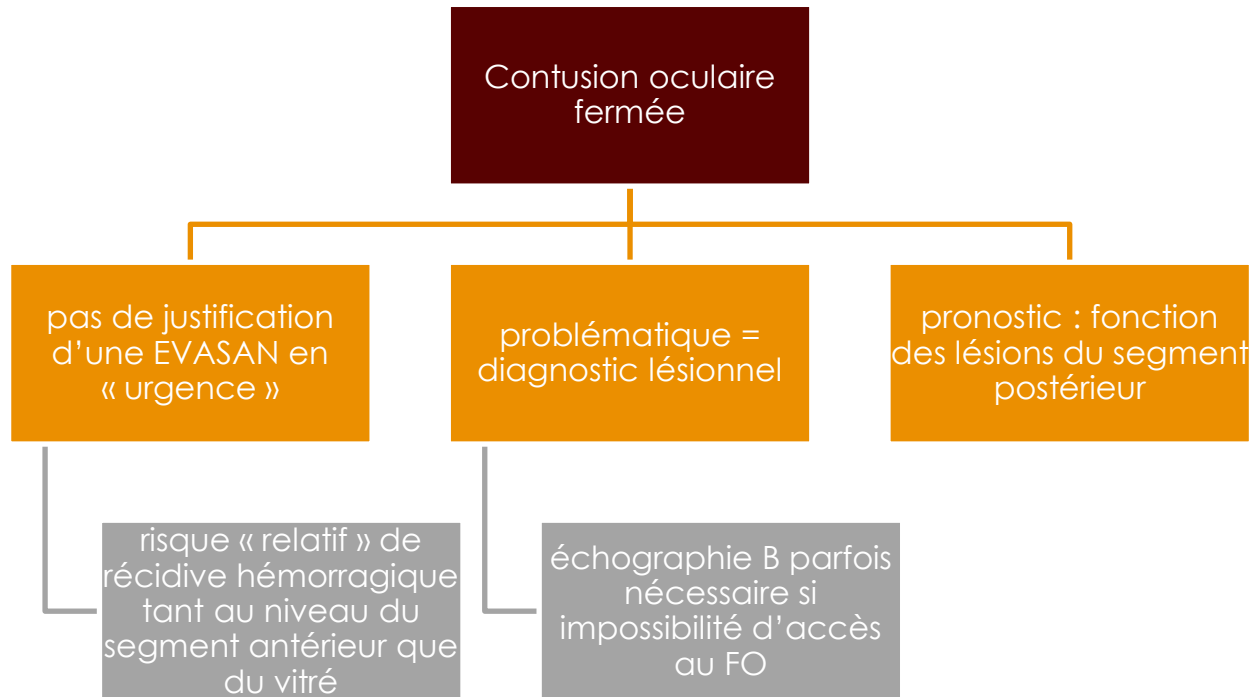 Contusion oculaire
fermée
pas de justification
d’une EVASAN en
« urgence »
problématique =
diagnostic lésionnel
pronostic : fonction
des lésions du segment
postérieur
risque « relatif » de
récidive hémorragique
tant au niveau du
segment antérieur que
du vitré
échographie B parfois
nécessaire si
impossibilité d’accès
au FO